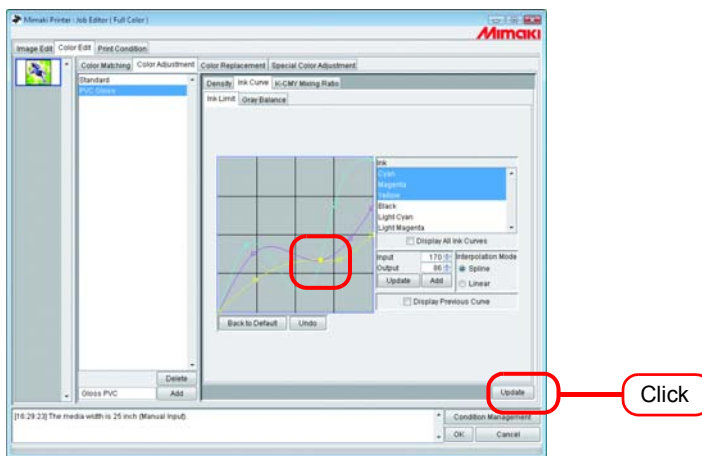 Mimaki Printer : Job Editor ( Full Color )
Mimaki
Image Edit Color Edit Print Condition
Color Matching Color Adjustment Color Replacement Special Color Adjustment
Standard
PVC Gloss
Density Ink Curve K-CMY Mixing Ratio
Ink Limit Gray Balance
Ink
Cyan
Magenta
Yellow
Black
Light Cyan
Light Magenta
Display All Ink Curves
Input 170 Interpolation Mode
Output 86 Spline
Update Add Linear
Display Previous Curve
Back to Default Undo
Delete
Gloss PVC Add
Update
Click
[16:29:23] The media width is 25 inch (Manual Input).
Condition Management
OK Cancel